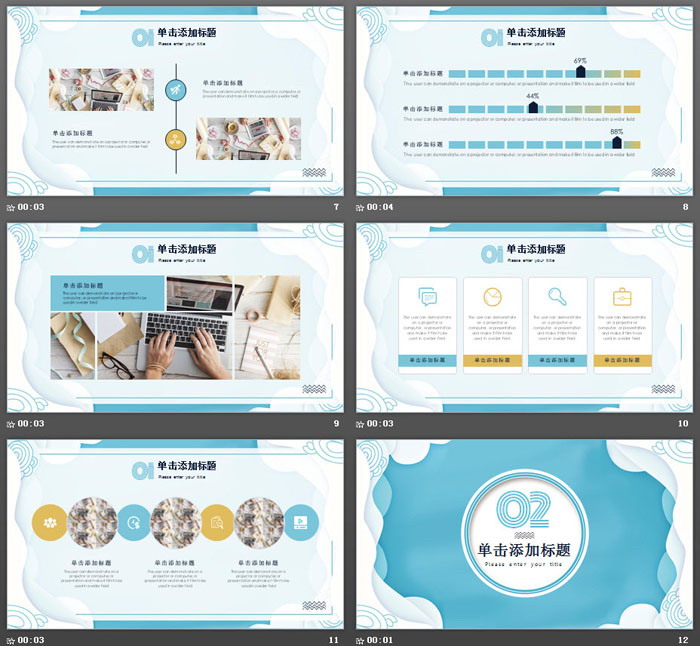 01 单击添加标题
Please enter your title
单击添加标题
The user can demonstrate on a projector or computer, or
presentation and make it film to be used in a wider field
单击添加标题
The user can demonstrate on a projector or computer, or
presentation and make it film to be used in a wider field
00:03
7
01 单击添加标题
Please enter your title
69%
单击添加标题
The user can demonstrate on a projector or computer, or presentation and make it film to be used in a wider field
44%
单击添加标题
The user can demonstrate on a projector or computer, or presentation and make it film to be used in a wider field
88%
单击添加标题
The user can demonstrate on a projector or computer, or presentation and make it film to be used in a wider field
00:04
8
01 单击添加标题
Please enter your title
单击添加标题
The user can demonstrate on a projector or
computer, or presentation and make it film to be
used in a wider field
00:03
9
01 单击添加标题
Please enter your title
The user can demonstrate
on a projector or
computer, or presentation
and make it film to be
used in a wider field
单击添加标题
The user can demonstrate
on a projector or
computer, or presentation
and make it film to be
used in a wider field
单击添加标题
The user can demonstrate
on a projector or
computer, or presentation
and make it film to be
used in a wider field
单击添加标题
The user can demonstrate
on a projector or
computer, or presentation
and make it film to be
used in a wider field
单击添加标题
00:03
10
01 单击添加标题
Please enter your title
单击添加标题
The user can demonstrate on a
projector or computer, or
presentation and make it film to
be used in a wider field
单击添加标题
The user can demonstrate on a
projector or computer, or
presentation and make it film to
be used in a wider field
单击添加标题
The user can demonstrate on a
projector or computer, or
presentation and make it film to
be used in a wider field
00:03
11
02
单击添加标题
Please enter your title
00:01
12